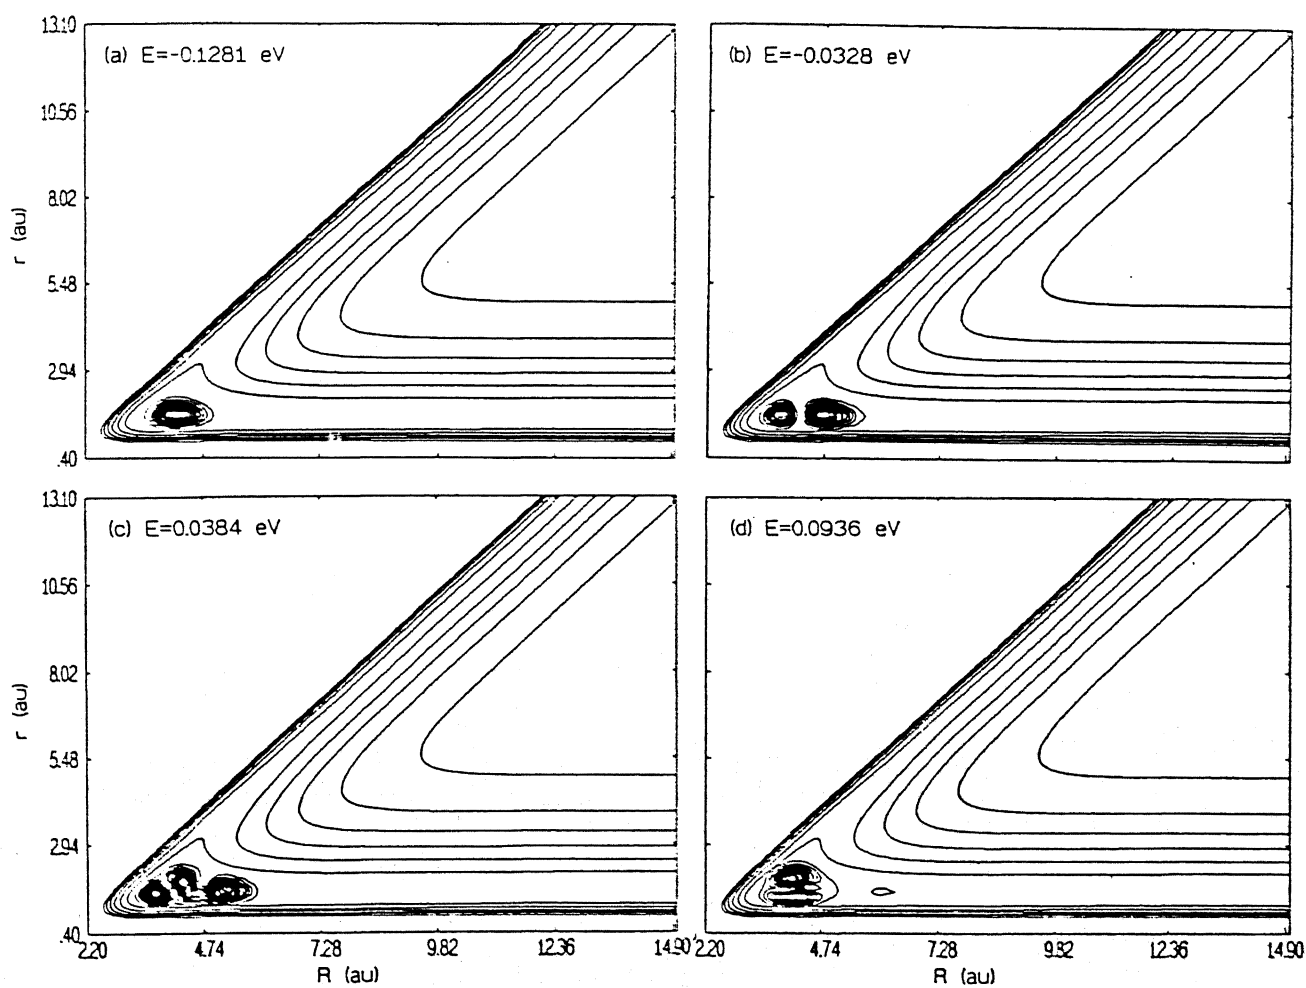 13.10
(a) E=-0.1281 eV
(b) E=-0.0328 eV
10.56
8.02
r (au)
5.48
2.94
.40
13.10
(c) E=0.0384 eV
(d) E=0.0936 eV
10.56
8.02
r (au)
5.48
2.94
.40
2.20 4.74 7.28 9.82 12.36 14.90 2.20 4.74 7.28 9.82 12.36 14.90
R (au) R (au)